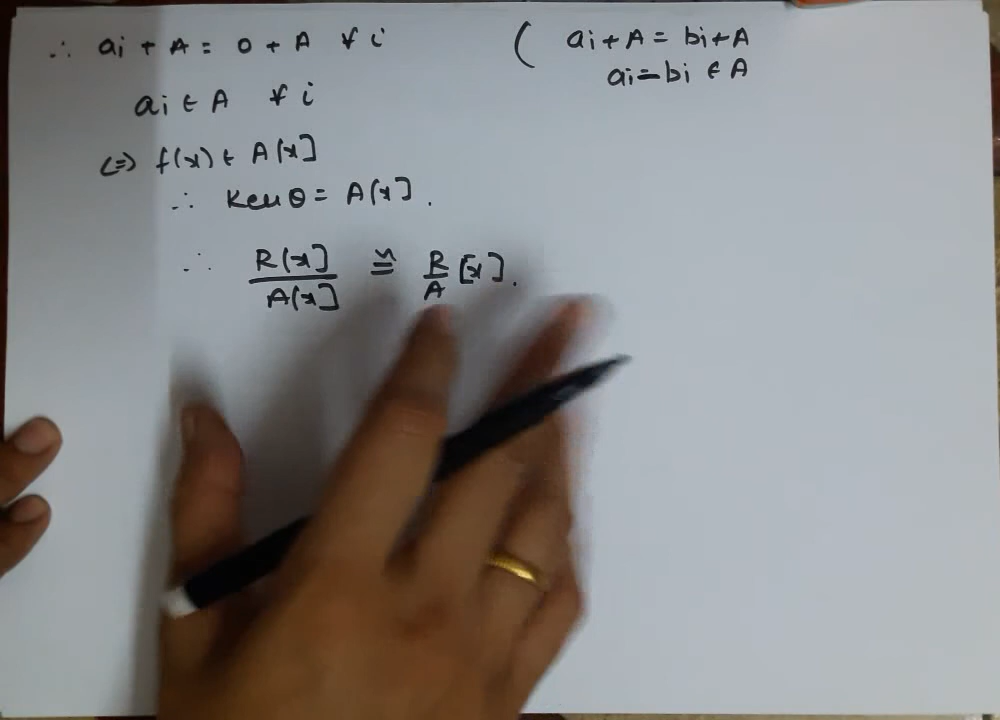 ∴ ai + A = 0 + A ∀ i
( ai + A = bi + A
ai = bi ∈ A
ai ∈ A ∀ i
⇔ f(x) ∈ A[x]
∴ Ker θ = A[x].
∴ R[x] / A[x] ≅ R/A [x].